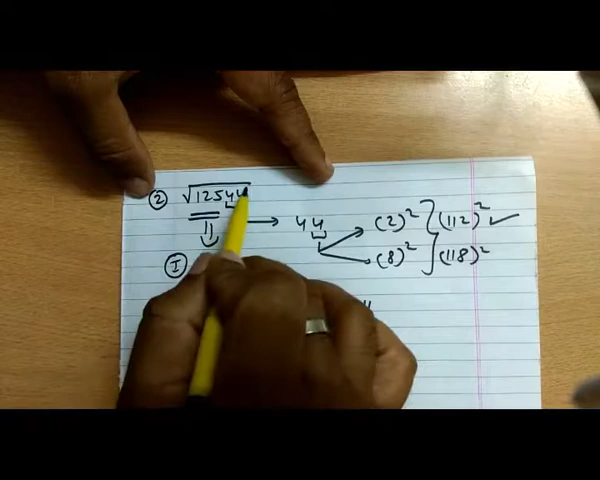 ② √12544
44 → (2)² } (112)² ✓
(8)² } (118)²
Ⅰ